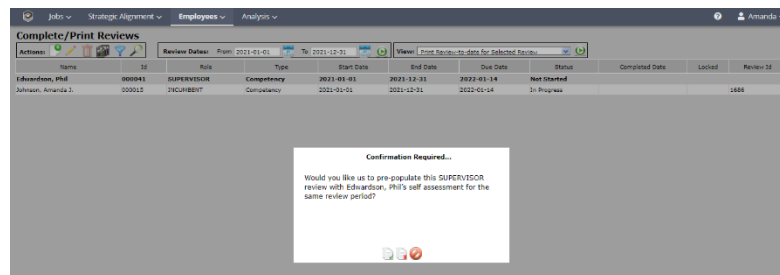 Jobs Strategic Alignment Employees Analysis Amanda
Complete/Print Reviews
Actions: Review Dates: From 2021-01-01 To 2021-12-31 View: Print Review-to-date for Selected Review
Name Id Role Type Start Date End Date Due Date Status Completed Date Locked Review Id
Edwardson, Phil 000041 SUPERVISOR Competency 2021-01-01 2021-12-31 2022-01-14 Not Started
Johnson, Amanda J. 000015 INCUMBENT Competency 2021-01-01 2021-12-31 2022-01-14 In Progress 1686
Confirmation Required...
Would you like us to pre-populate this SUPERVISOR
review with Edwardson, Phil's self assessment for the
same review period?